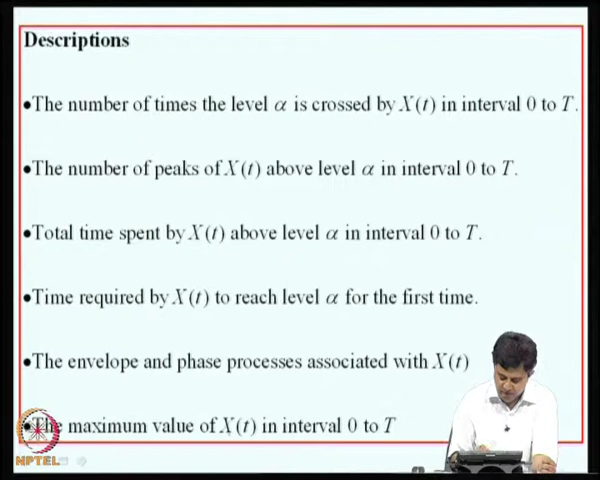 Descriptions
•The number of times the level α is crossed by X(t) in interval 0 to T.
•The number of peaks of X(t) above level α in interval 0 to T.
•Total time spent by X(t) above level α in interval 0 to T.
•Time required by X(t) to reach level α for the first time.
•The envelope and phase processes associated with X(t)
•The maximum value of X(t) in interval 0 to T
NPTEL